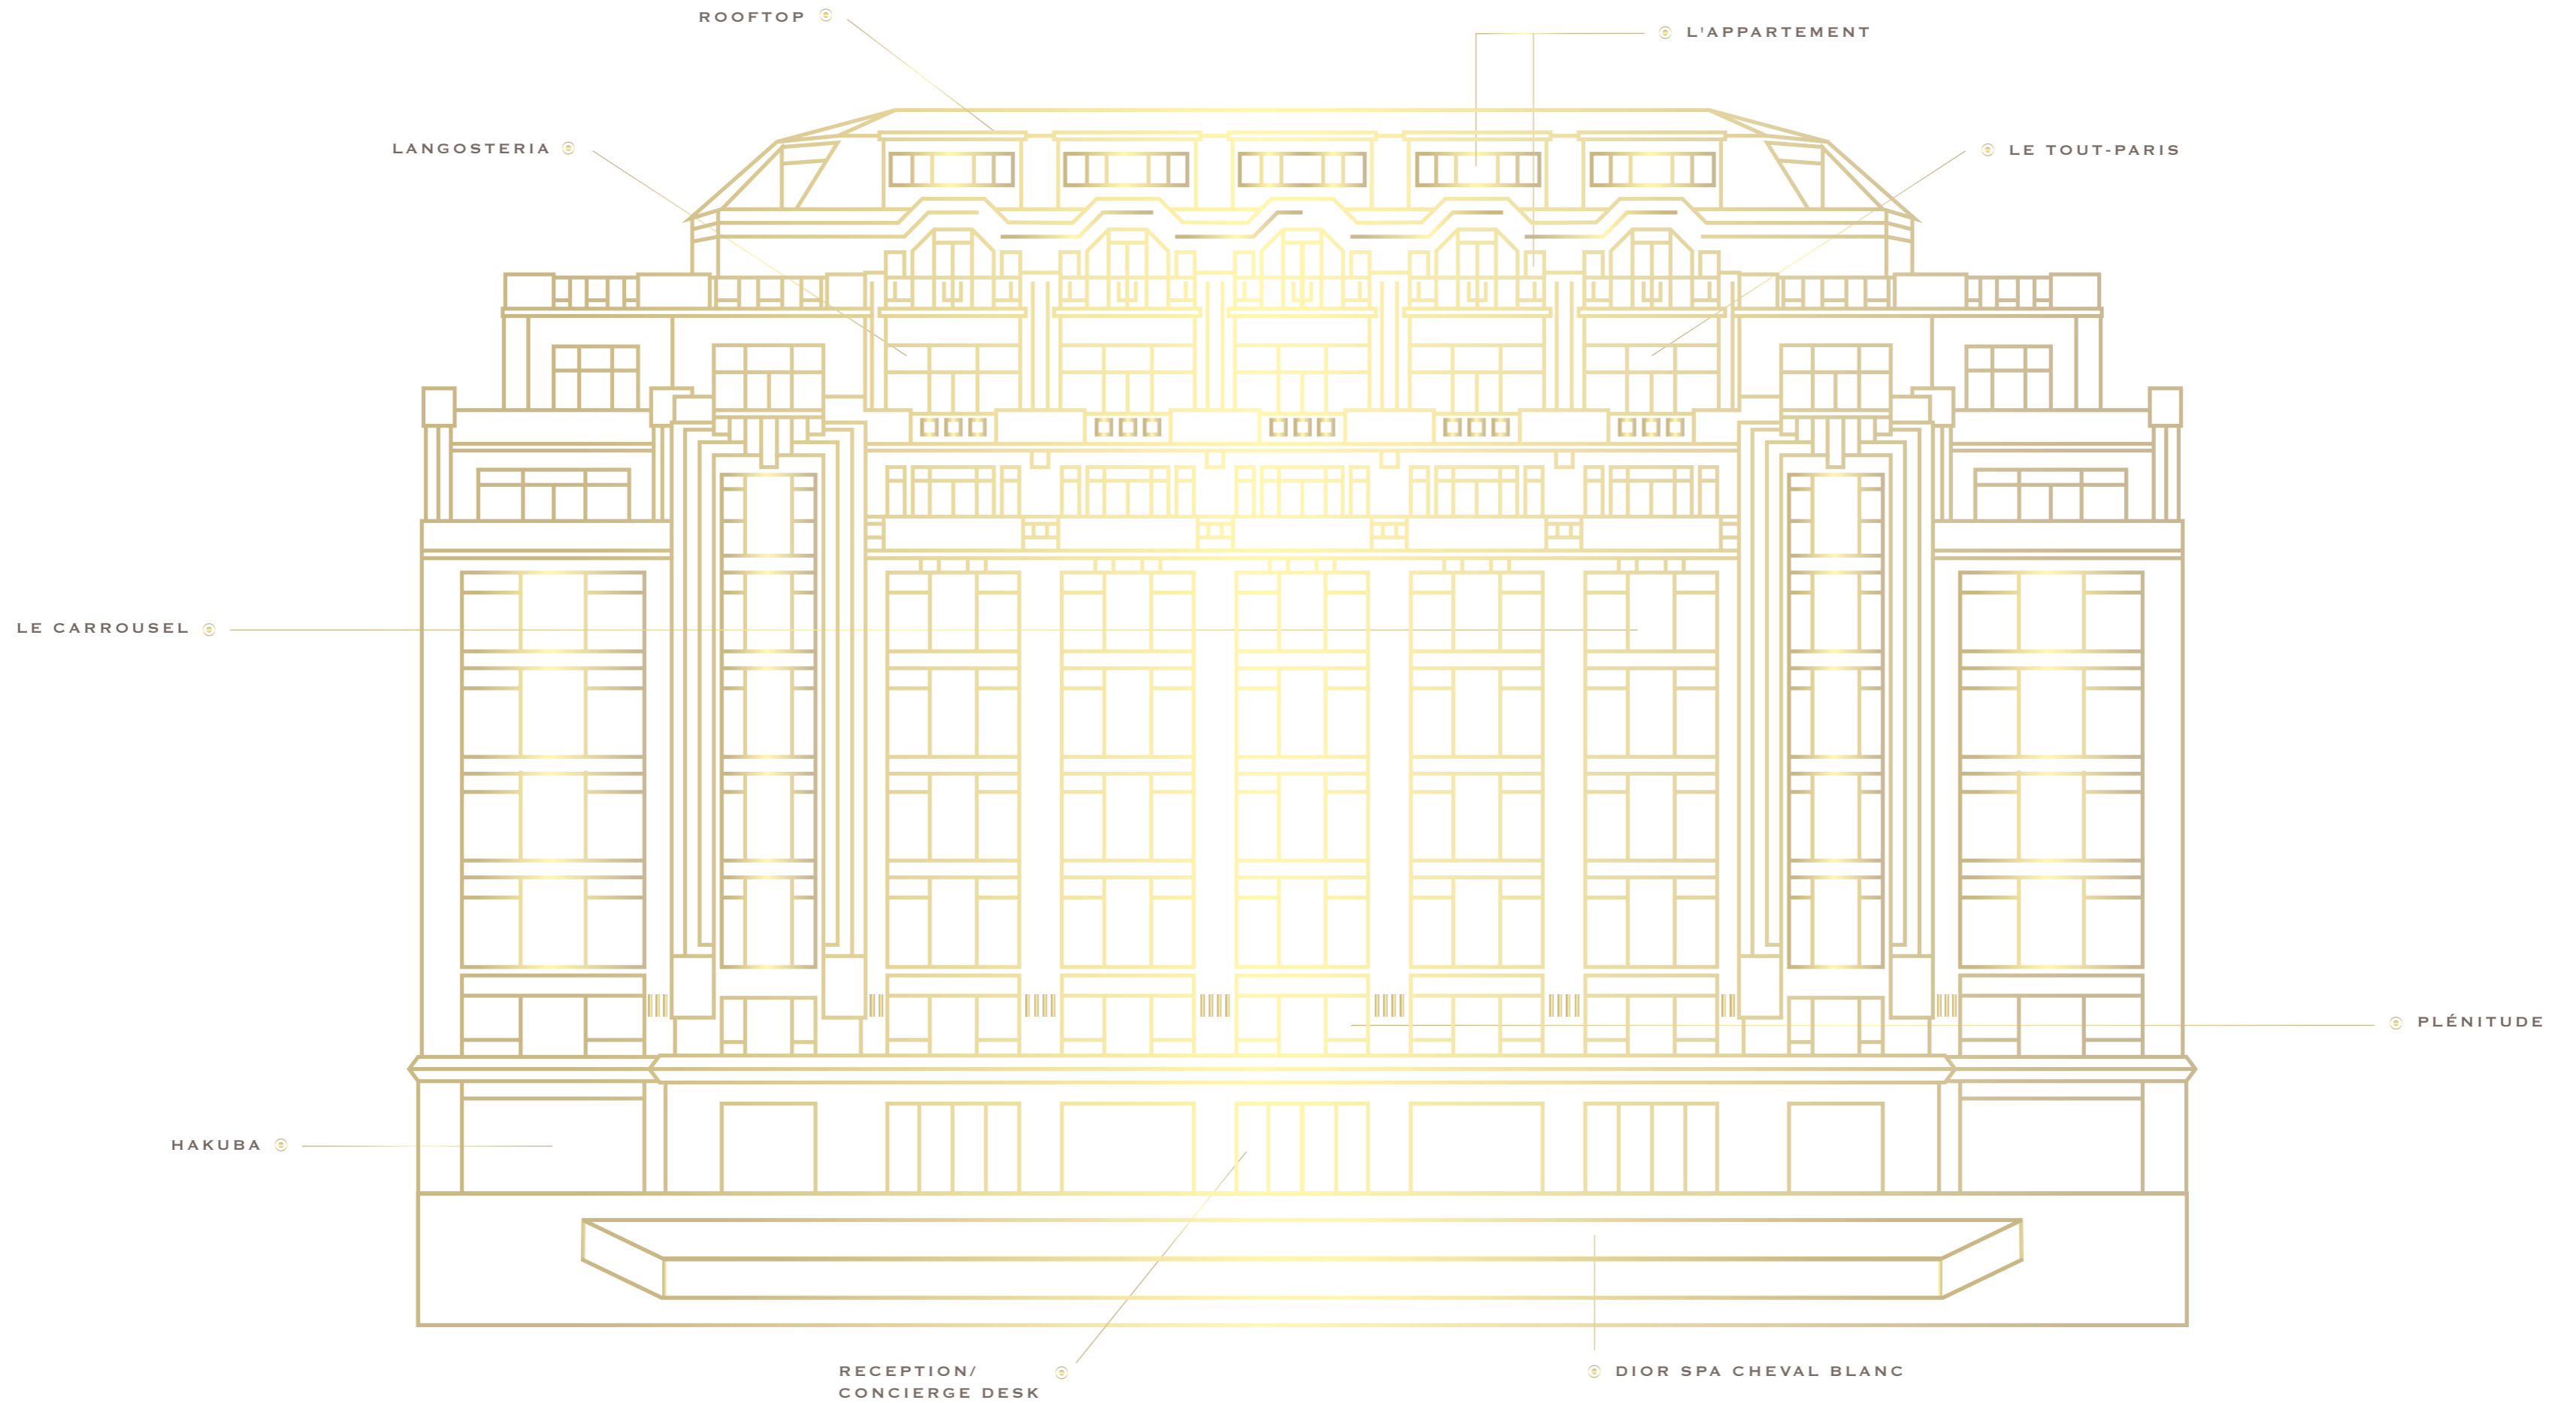 ROOFTOP
L'APPARTEMENT
LANGOSTERIA
LE TOUT-PARIS
LE CARROUSEL
PLÉNITUDE
HAKUBA
RECEPTION/
CONCIERGE DESK
DIOR SPA CHEVAL BLANC